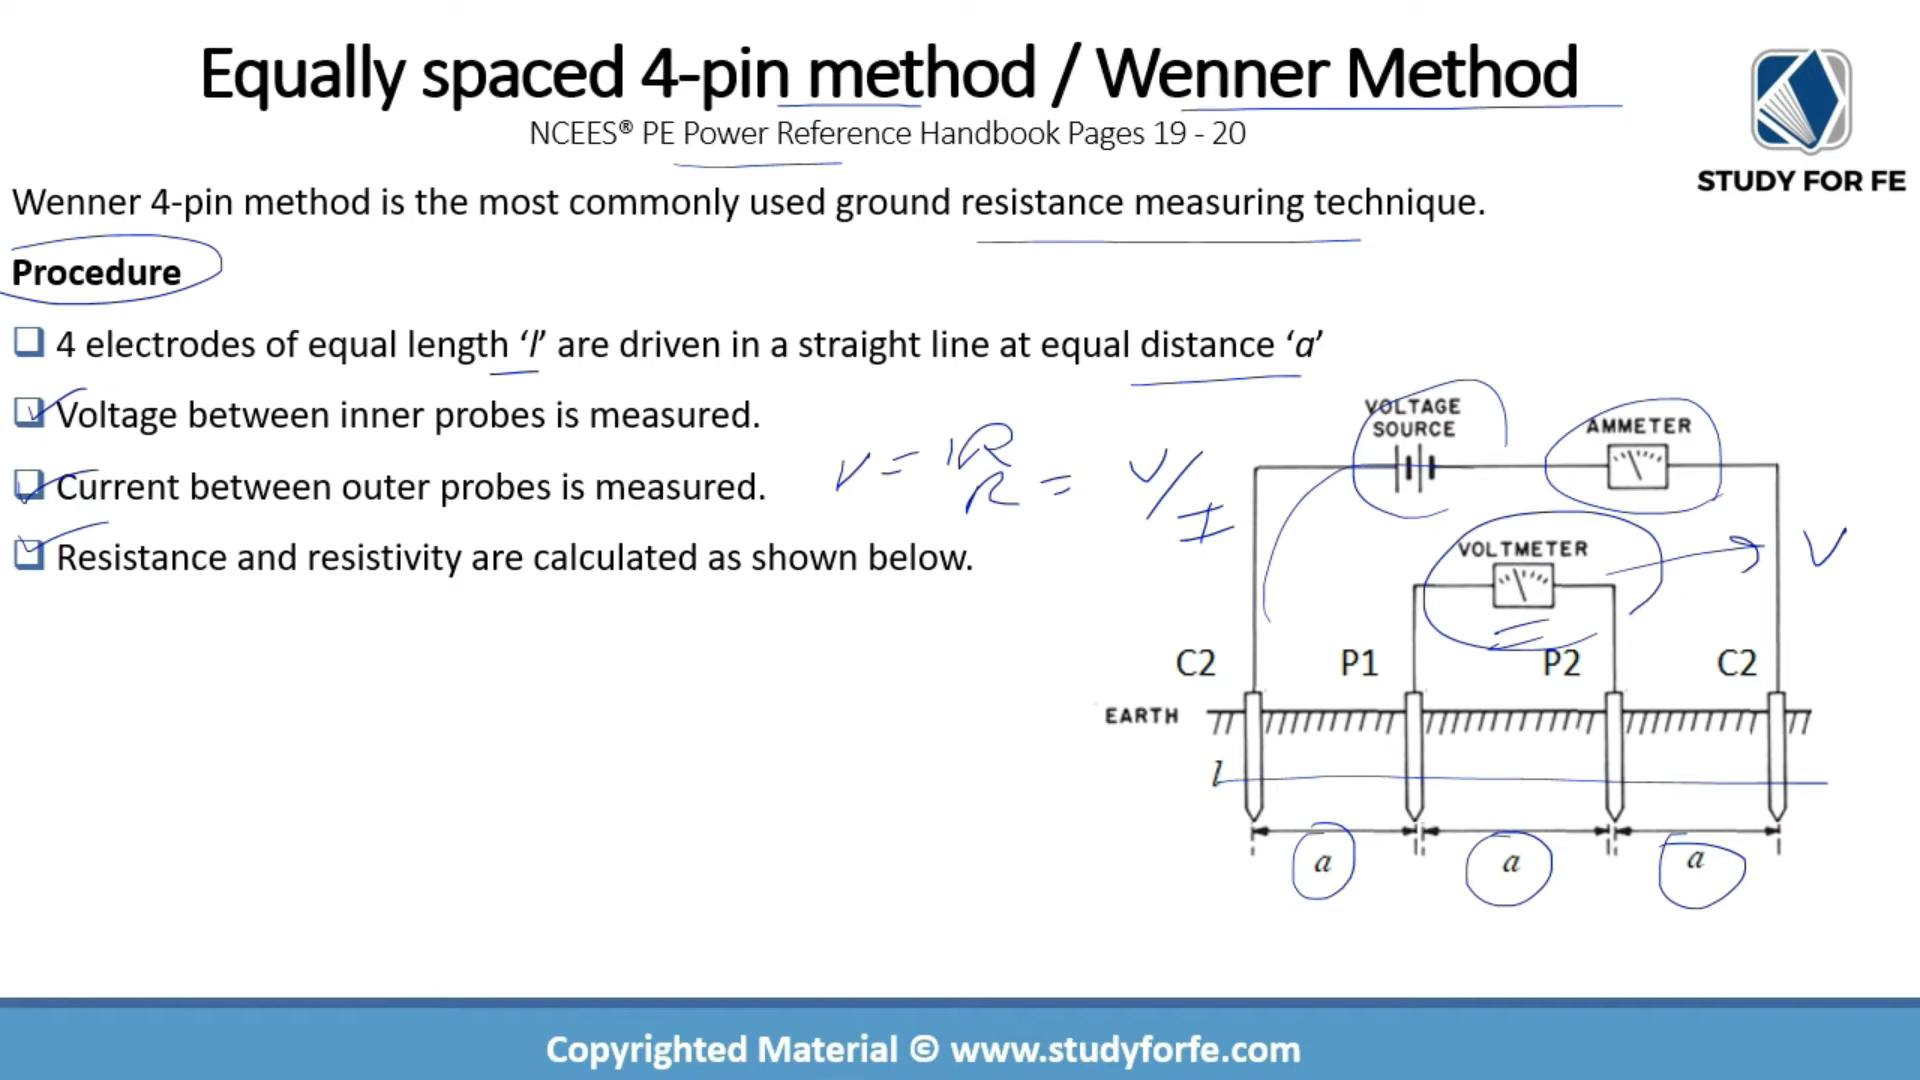 Equally spaced 4-pin method / Wenner Method
NCEES® PE Power Reference Handbook Pages 19 - 20
STUDY FOR FE
Wenner 4-pin method is the most commonly used ground resistance measuring technique.
Procedure
4 electrodes of equal length ‘l’ are driven in a straight line at equal distance ‘a’
Voltage between inner probes is measured.
Current between outer probes is measured.
Resistance and resistivity are calculated as shown below.
V = IR
R = V/I
VOLTAGE
SOURCE
AMMETER
VOLTMETER
V
C2 P1 P2 C2
EARTH
l
a a a
Copyrighted Material © www.studyforfe.com